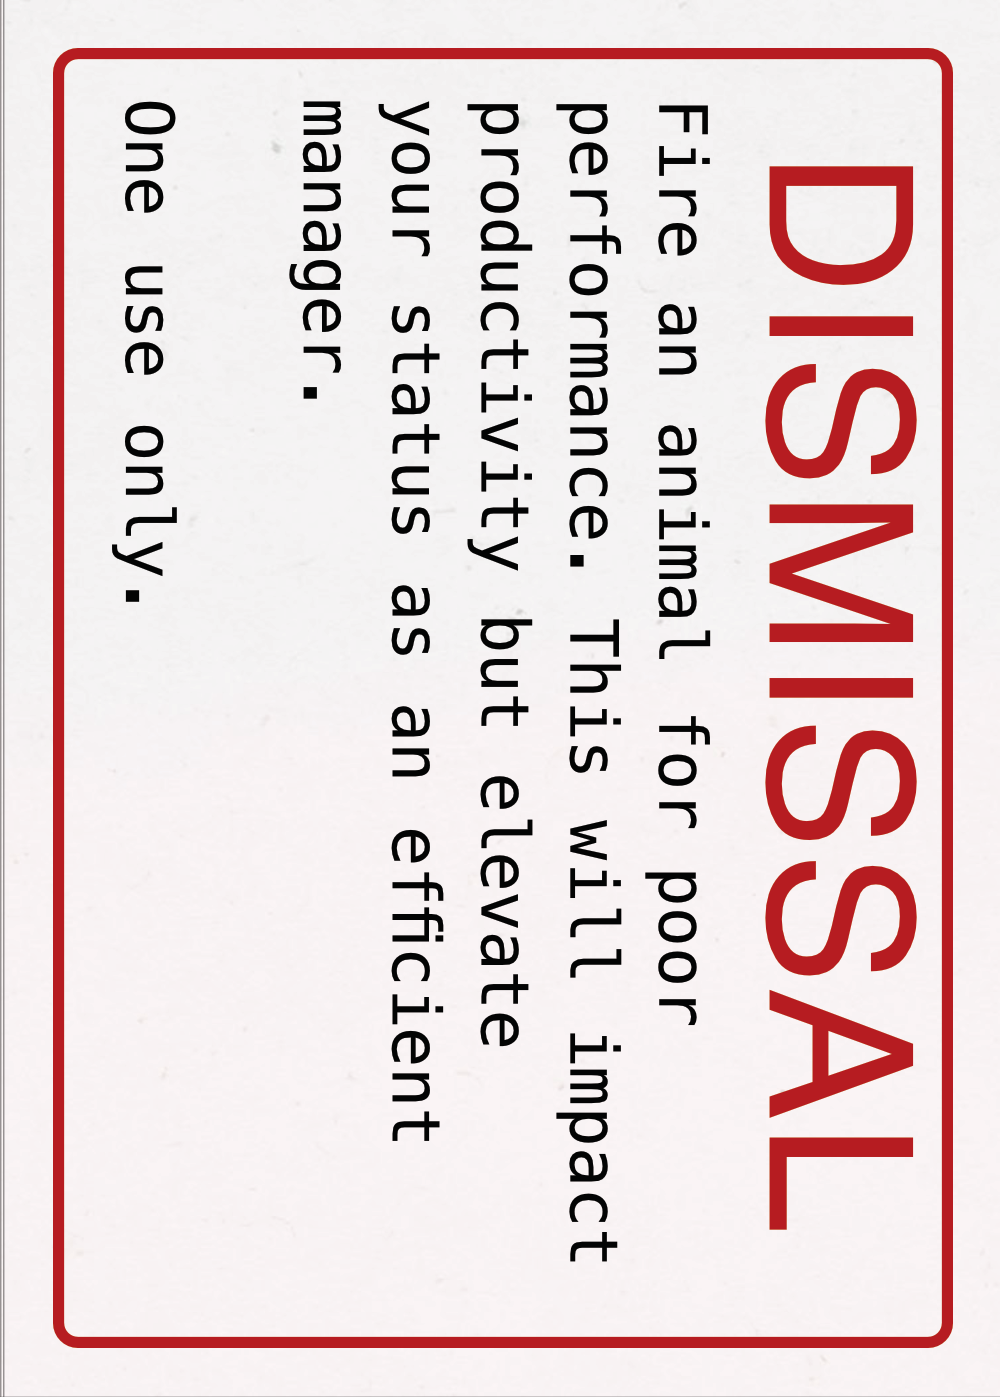 DISMISSAL
Fire an animal for poor
performance. This will impact
productivity but elevate
your status as an efficient
manager.
One use only.